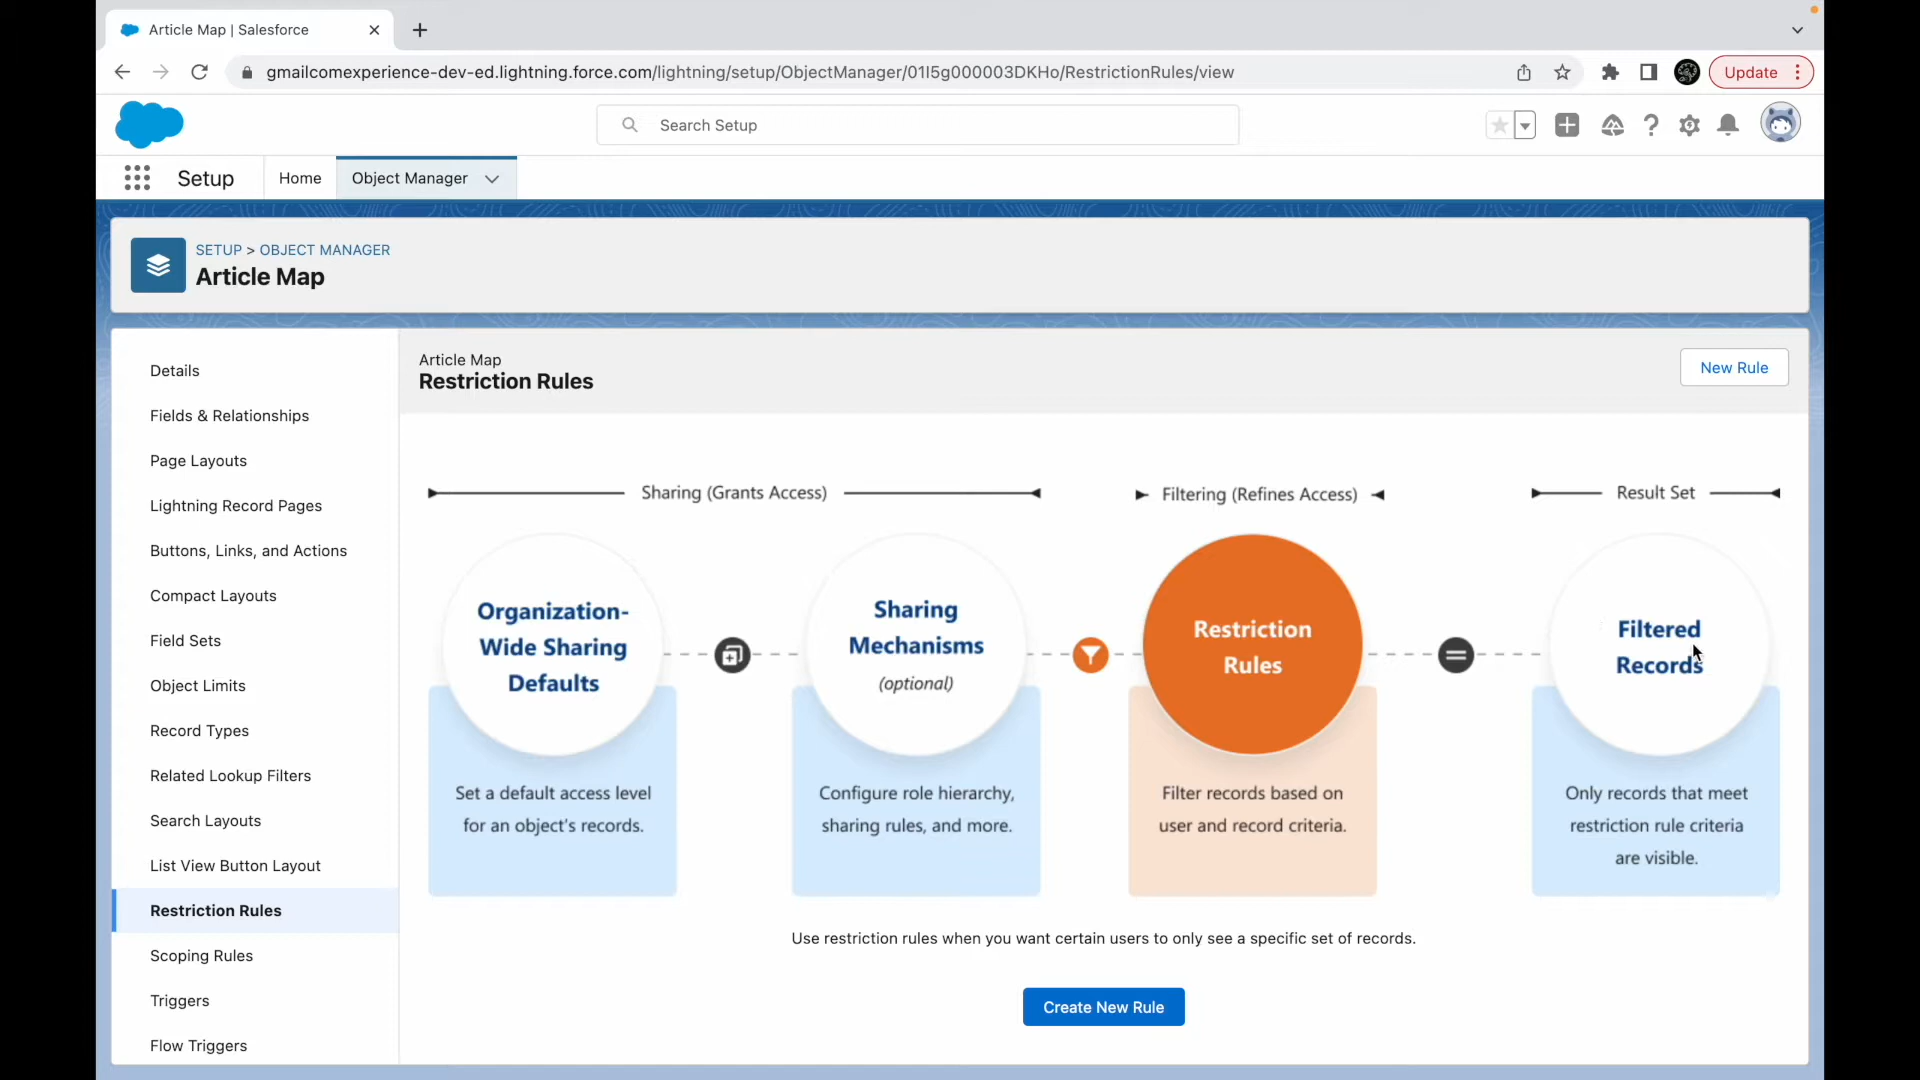 Article Map | Salesforce
gmailcomexperience-dev-ed.lightning.force.com/lightning/setup/ObjectManager/01I5g000003DKHo/RestrictionRules/view
Update
Search Setup
Setup
Home
Object Manager
SETUP > OBJECT MANAGER
Article Map
Details
Fields & Relationships
Page Layouts
Lightning Record Pages
Buttons, Links, and Actions
Compact Layouts
Field Sets
Object Limits
Record Types
Related Lookup Filters
Search Layouts
List View Button Layout
Restriction Rules
Scoping Rules
Triggers
Flow Triggers
Article Map
Restriction Rules
New Rule
Sharing (Grants Access)
Filtering (Refines Access)
Result Set
Organization-
Wide Sharing
Defaults
Set a default access level
for an object's records.
Sharing
Mechanisms
(optional)
Configure role hierarchy,
sharing rules, and more.
Restriction
Rules
Filter records based on
user and record criteria.
Filtered
Records
Only records that meet
restriction rule criteria
are visible.
Use restriction rules when you want certain users to only see a specific set of records.
Create New Rule